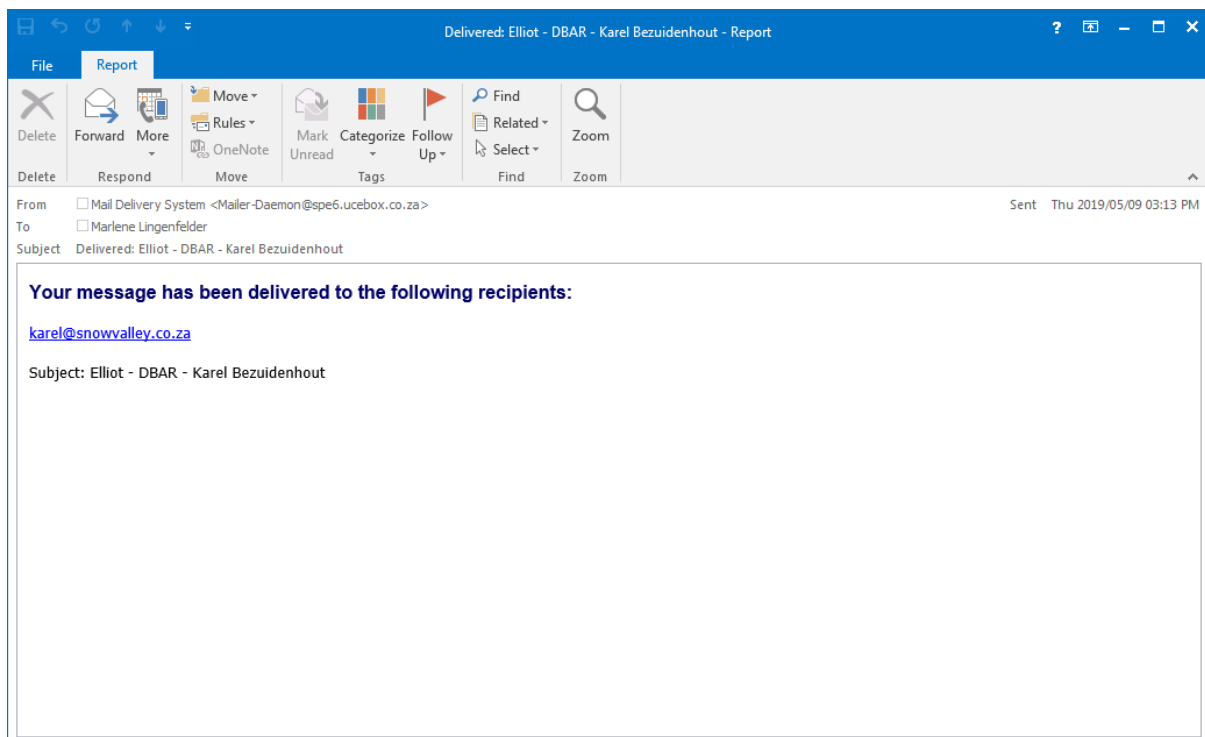 Delivered: Elliot - DBAR - Karel Bezuidenhout - Report
File Report
Delete
Forward
More
Move
Rules
OneNote
Mark Unread
Categorize
Follow Up
Find
Related
Select
Zoom
Delete Respond Move Tags Find Zoom
From Mail Delivery System <Mailer-Daemon@spe6.ucebox.co.za> Sent Thu 2019/05/09 03:13 PM
To Marlene Lingenfelder
Subject Delivered: Elliot - DBAR - Karel Bezuidenhout
Your message has been delivered to the following recipients:
karel@snowvalley.co.za
Subject: Elliot - DBAR - Karel Bezuidenhout